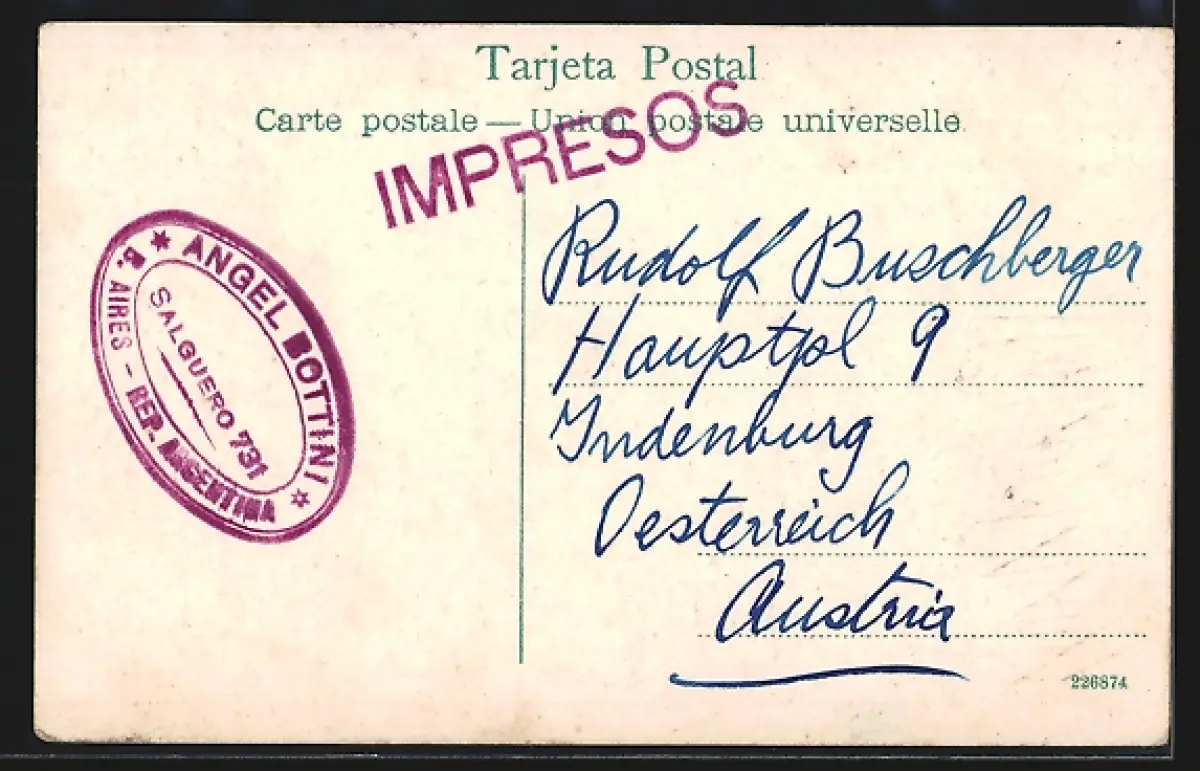 Tarjeta Postal
Carte postale — Union postale universelle
IMPRESOS
ANGEL BOTTINI
SALGUERO 731
B. AIRES - REP. ARGENTINA
Rudolf Buschberger
Hauptpl 9
Indenburg
Oesterreich
Austria
226874